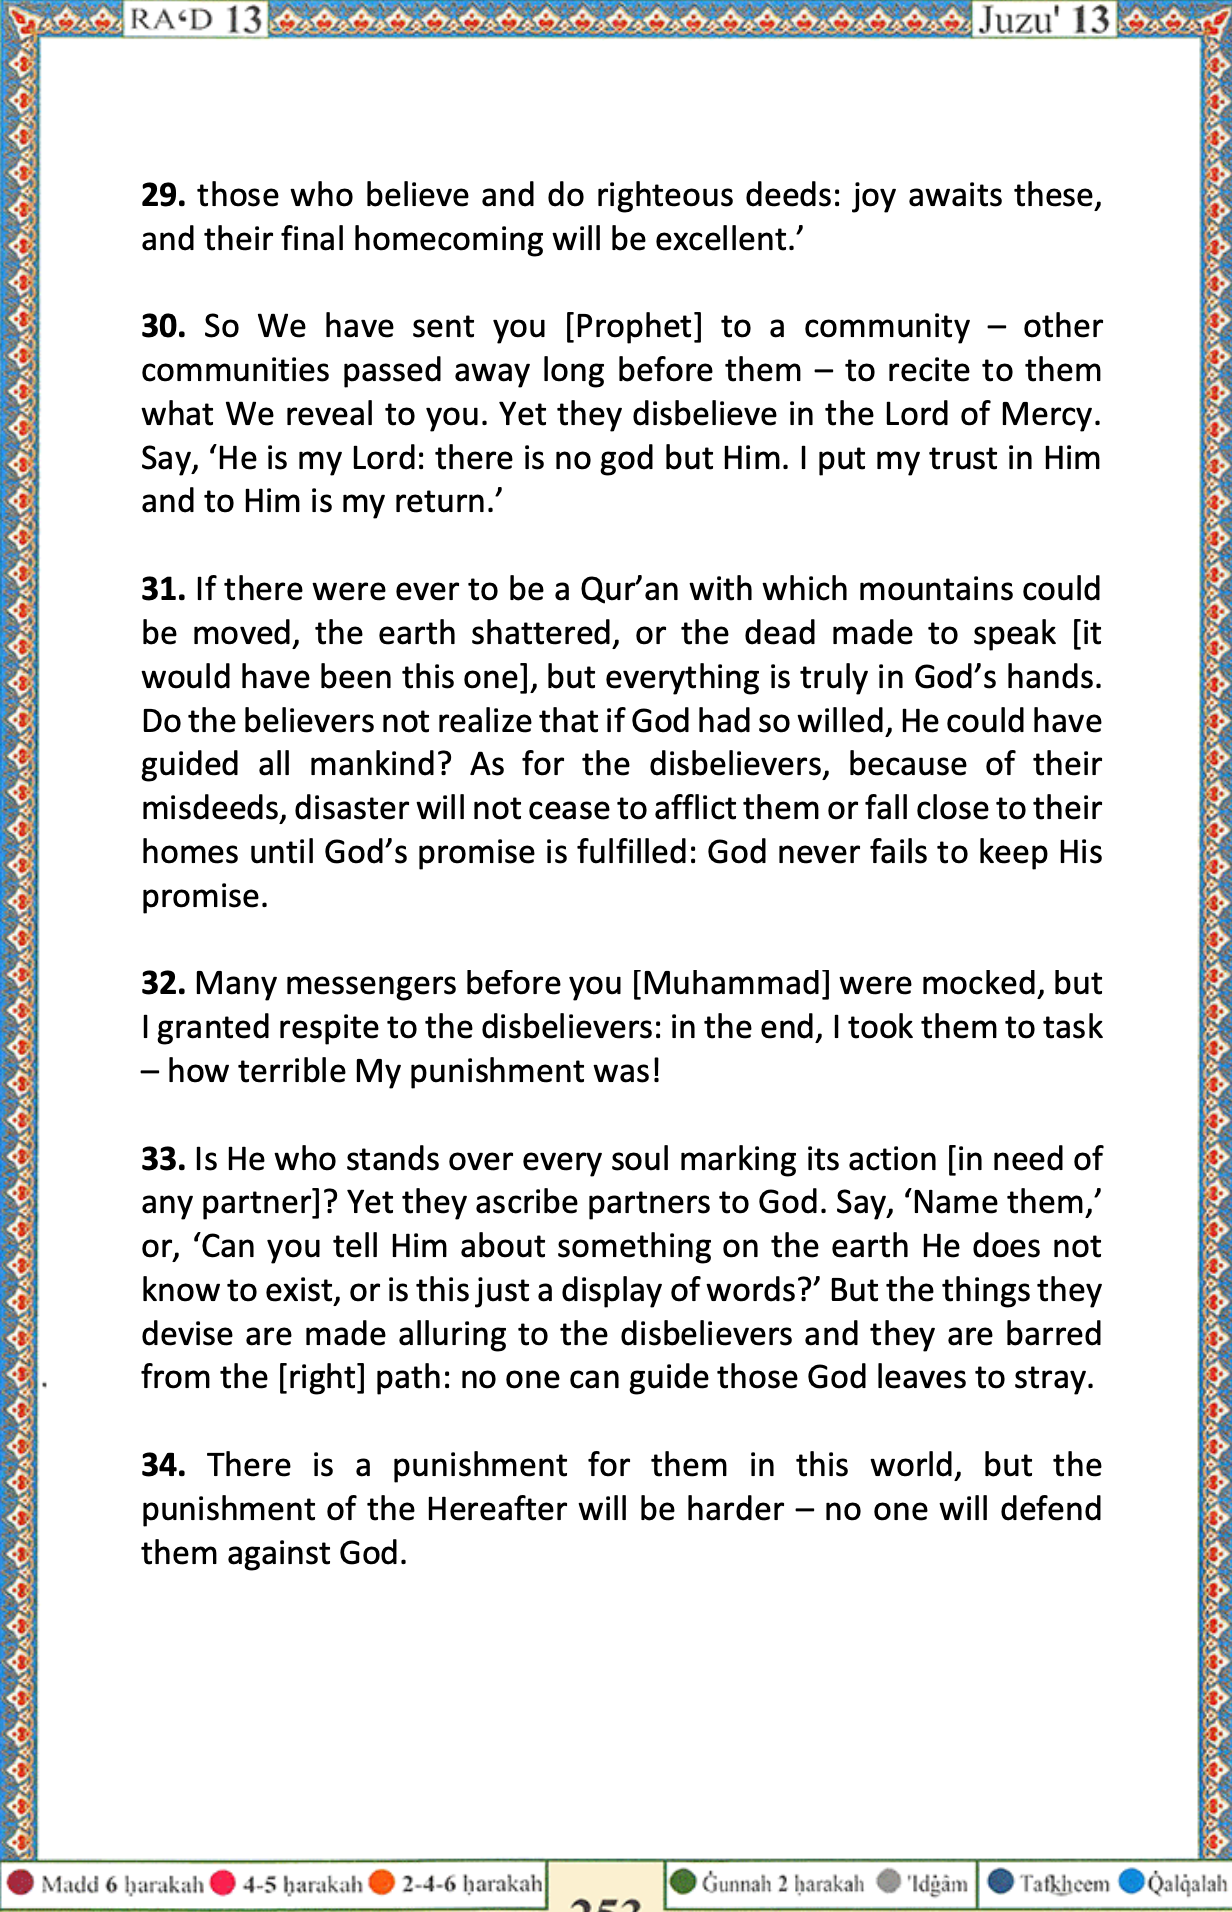 RA‘D 13
Juzu' 13
29. those who believe and do righteous deeds: joy awaits these,
and their final homecoming will be excellent.’
30. So We have sent you [Prophet] to a community – other
communities passed away long before them – to recite to them
what We reveal to you. Yet they disbelieve in the Lord of Mercy.
Say, ‘He is my Lord: there is no god but Him. I put my trust in Him
and to Him is my return.’
31. If there were ever to be a Qur’an with which mountains could
be moved, the earth shattered, or the dead made to speak [it
would have been this one], but everything is truly in God’s hands.
Do the believers not realize that if God had so willed, He could have
guided all mankind? As for the disbelievers, because of their
misdeeds, disaster will not cease to afflict them or fall close to their
homes until God’s promise is fulfilled: God never fails to keep His
promise.
32. Many messengers before you [Muhammad] were mocked, but
I granted respite to the disbelievers: in the end, I took them to task
– how terrible My punishment was!
33. Is He who stands over every soul marking its action [in need of
any partner]? Yet they ascribe partners to God. Say, ‘Name them,’
or, ‘Can you tell Him about something on the earth He does not
know to exist, or is this just a display of words?’ But the things they
devise are made alluring to the disbelievers and they are barred
from the [right] path: no one can guide those God leaves to stray.
34. There is a punishment for them in this world, but the
punishment of the Hereafter will be harder – no one will defend
them against God.
Madd 6 ḥarakah 4-5 ḥarakah 2-4-6 ḥarakah
Ġunnah 2 ḥarakah 'Idġâm Tafkheem Q̇alq̇alah